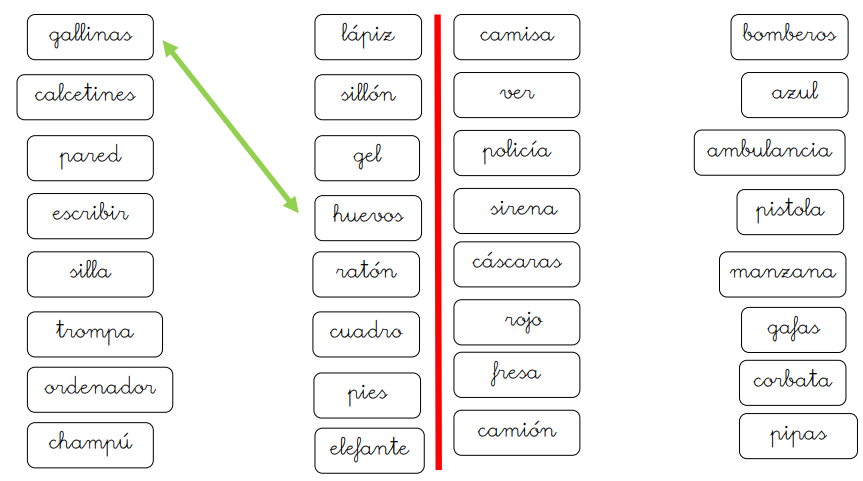 gallinas
calcetines
pared
escribir
silla
trompa
ordenador
champú
lápiz
sillón
gel
huevos
ratón
cuadro
pies
elefante
camisa
ver
policía
sirena
cáscaras
rojo
fresa
camión
bomberos
azul
ambulancia
pistola
manzana
gafas
corbata
pipas